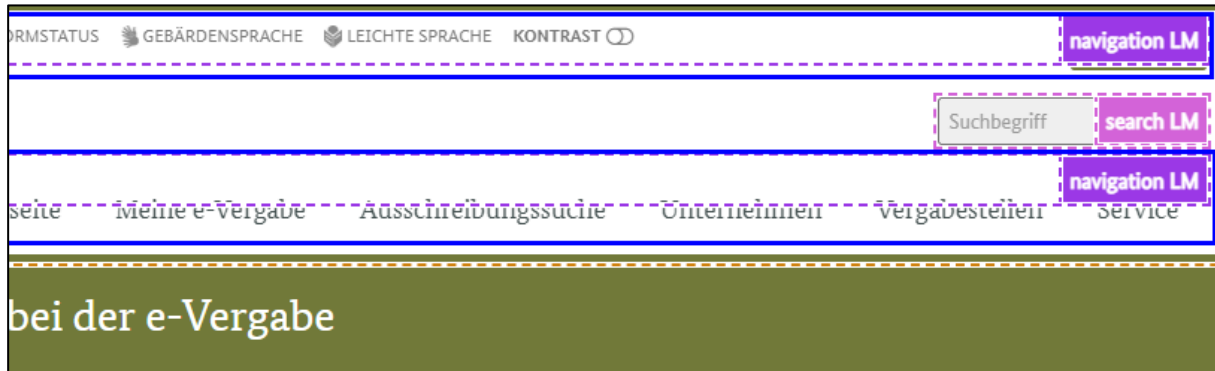 ORMSTATUS GEBÄRDENSPRACHE LEICHTE SPRACHE KONTRAST navigation LM
Suchbegriff search LM
navigation LM
seite Meine e-Vergabe Ausschreibungssuche Unternehmen Vergabestellen Service
bei der e-Vergabe